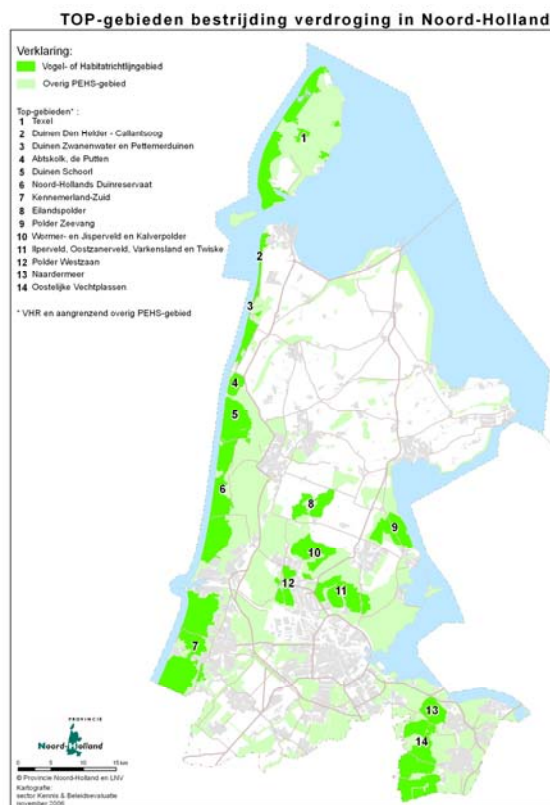 TOP-gebieden bestrijding verdroging in Noord-Holland
Verklaring:
Vogel- of Habitatrichtlijngebied
Overig PEHS-gebied
Top-gebieden* :
1 Texel
2 Duinen Den Helder - Callantsoog
3 Duinen Zwanenwater en Pettemerduinen
4 Abtskolk, de Putten
5 Duinen Schoorl
6 Noord-Hollands Duinreservaat
7 Kennemerland-Zuid
8 Eilandspolder
9 Polder Zeevang
10 Wormer- en Jisperveld en Kalverpolder
11 Ilperveld, Oostzanerveld, Varkensland en Twiske
12 Polder Westzaan
13 Naardermeer
14 Oostelijke Vechtplassen
* VHR en aangrenzend overig PEHS-gebied
1
2
3
4
5
6
8
9
10
12
11
7
13
14
PROVINCIE
Noord-Holland
0 5 10 15 km
© Provincie Noord-Holland en LNV
Kartografie:
sector Kennis & Beleidsevaluatie
november 2006